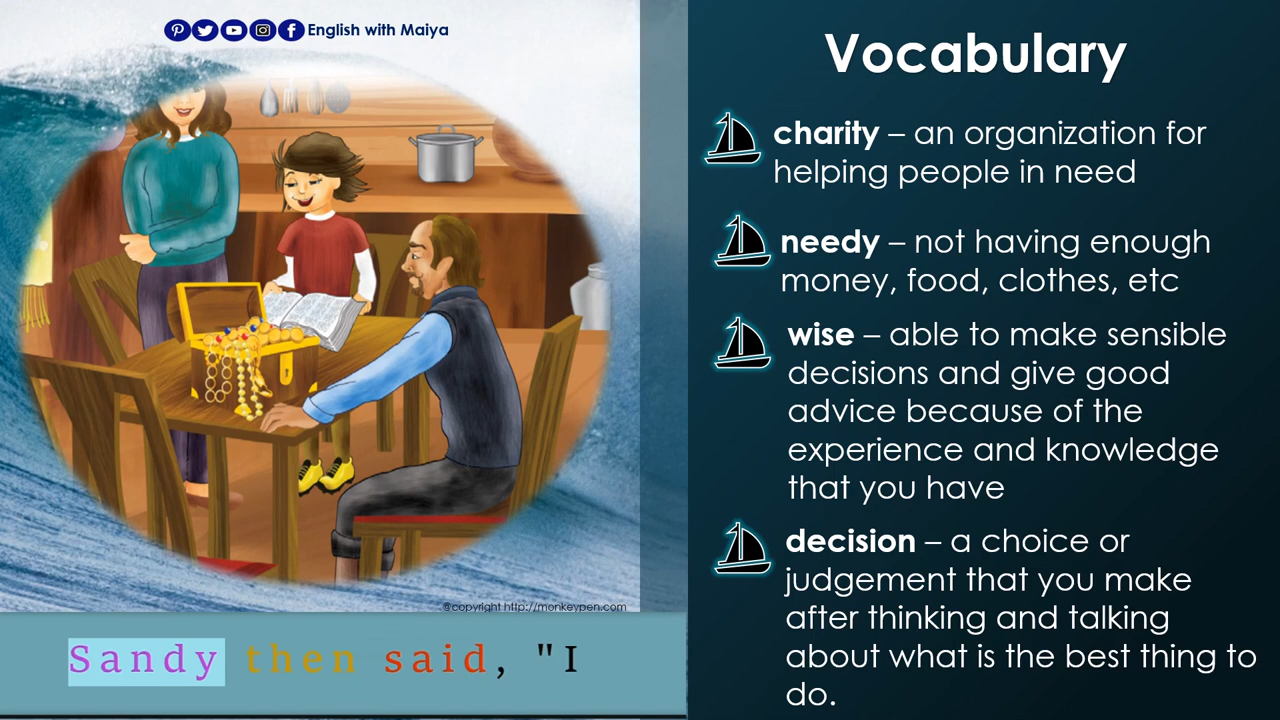 English with Maiya
©copyright http://monkeypen.com
Sandy then said, "I
Vocabulary
charity – an organization for
helping people in need
needy – not having enough
money, food, clothes, etc
wise – able to make sensible
decisions and give good
advice because of the
experience and knowledge
that you have
decision – a choice or
judgement that you make
after thinking and talking
about what is the best thing to
do.